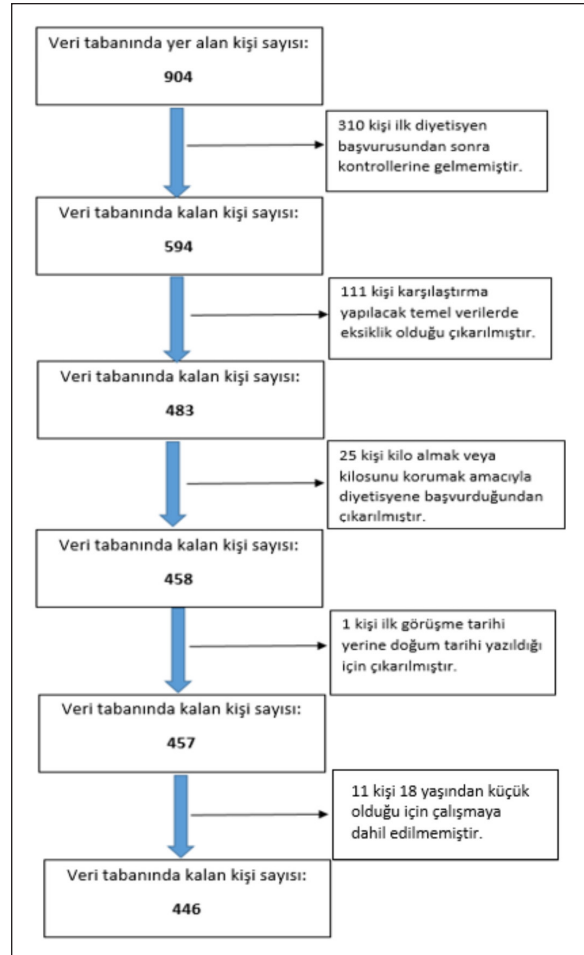 Veri tabanında yer alan kişi sayısı:
904
310 kişi ilk diyetisyen
başvurusundan sonra
kontrollerine gelmemiştir.
Veri tabanında kalan kişi sayısı:
594
111 kişi karşılaştırma
yapılacak temel verilerde
eksiklik olduğu çıkarılmıştır.
Veri tabanında kalan kişi sayısı:
483
25 kişi kilo almak veya
kilosunu korumak amacıyla
diyetisyene başvurduğundan
çıkarılmıştır.
Veri tabanında kalan kişi sayısı:
458
1 kişi ilk görüşme tarihi
yerine doğum tarihi yazıldığı
için çıkarılmıştır.
Veri tabanında kalan kişi sayısı:
457
11 kişi 18 yaşından küçük
olduğu için çalışmaya
dahil edilmemiştir.
Veri tabanında kalan kişi sayısı:
446